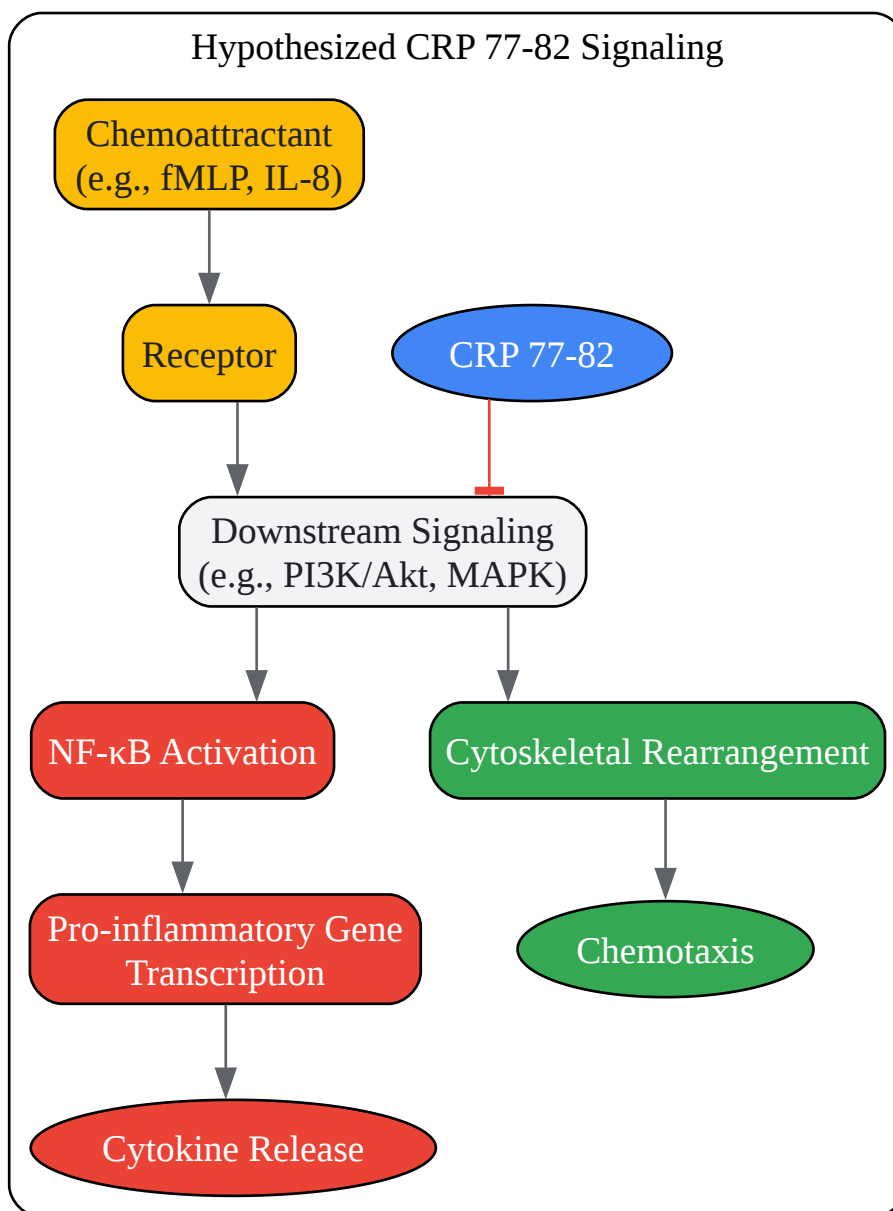 Hypothesized CRP 77-82 Signaling
Chemoattractant
(e.g., fMLP, IL-8)
Receptor
CRP 77-82
Downstream Signaling
(e.g., PI3K/Akt, MAPK)
NF-κB Activation
Cytoskeletal Rearrangement
Pro-inflammatory Gene
Transcription
Chemotaxis
Cytokine Release